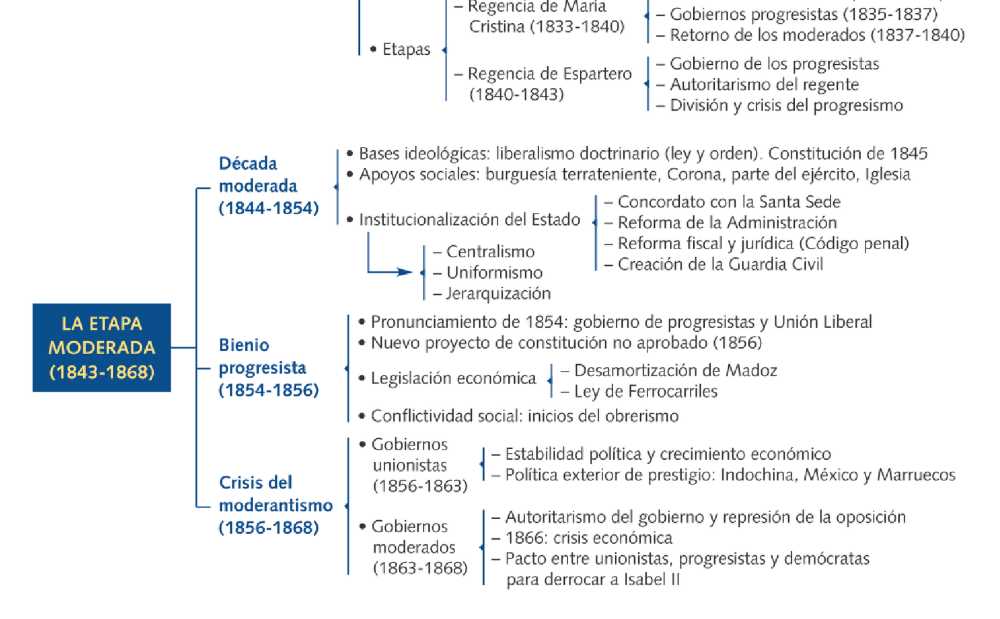 – Regencia de María
Cristina (1833-1840)
– Gobiernos progresistas (1835-1837)
– Retorno de los moderados (1837-1840)
• Etapas
– Regencia de Espartero
(1840-1843)
– Gobierno de los progresistas
– Autoritarismo del regente
– División y crisis del progresismo
LA ETAPA
MODERADA
(1843-1868)
Década
moderada
(1844-1854)
• Bases ideológicas: liberalismo doctrinario (ley y orden). Constitución de 1845
• Apoyos sociales: burguesía terrateniente, Corona, parte del ejército, Iglesia
• Institucionalización del Estado
– Concordato con la Santa Sede
– Reforma de la Administración
– Reforma fiscal y jurídica (Código penal)
– Creación de la Guardia Civil
– Centralismo
– Uniformismo
– Jerarquización
Bienio
progresista
(1854-1856)
• Pronunciamiento de 1854: gobierno de progresistas y Unión Liberal
• Nuevo proyecto de constitución no aprobado (1856)
• Legislación económica
– Desamortización de Madoz
– Ley de Ferrocarriles
• Conflictividad social: inicios del obrerismo
Crisis del
moderantismo
(1856-1868)
• Gobiernos
unionistas
(1856-1863)
– Estabilidad política y crecimiento económico
– Política exterior de prestigio: Indochina, México y Marruecos
• Gobiernos
moderados
(1863-1868)
– Autoritarismo del gobierno y represión de la oposición
– 1866: crisis económica
– Pacto entre unionistas, progresistas y demócratas
para derrocar a Isabel II